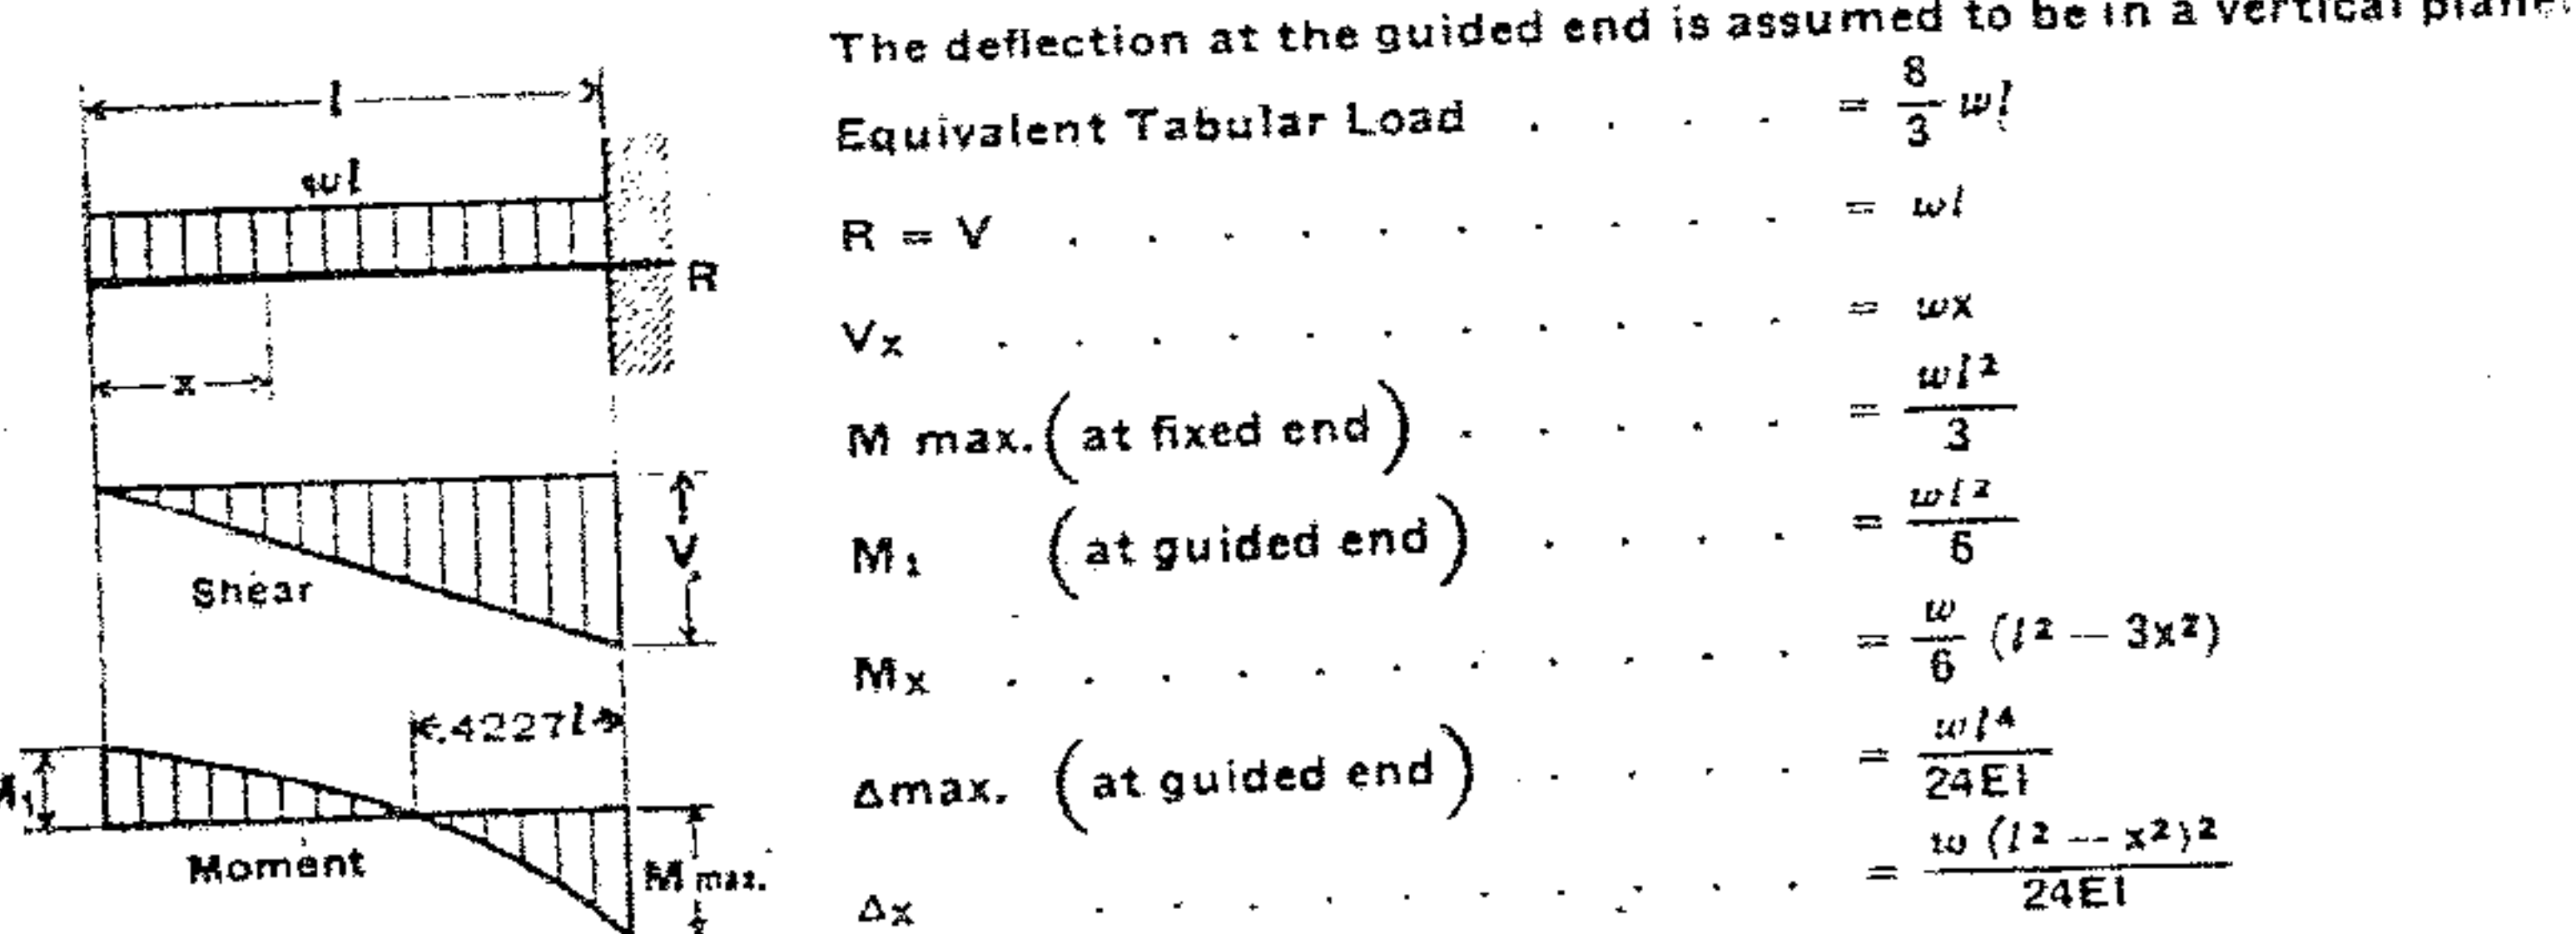 The deflection at the guided end is assumed to be in a vertical plane.
Equivalent Tabular Load . . . . = 8/3 wl
R = V . . . . . . . . . . = wl
Vx . . . . . . . . . . . = wx
M max. (at fixed end) . . . . . = wl²/3
M₁ (at guided end) . . . . = wl²/6
Mx . . . . . . . . . . . = w/6 (l² – 3x²)
Δmax. (at guided end) . . . . = wl⁴/24EI
Δx . . . . . . . . . . = w (l² – x²)²/24EI
l
wl
R
x
Shear
V
.4227 l
M₁
Moment
M max.